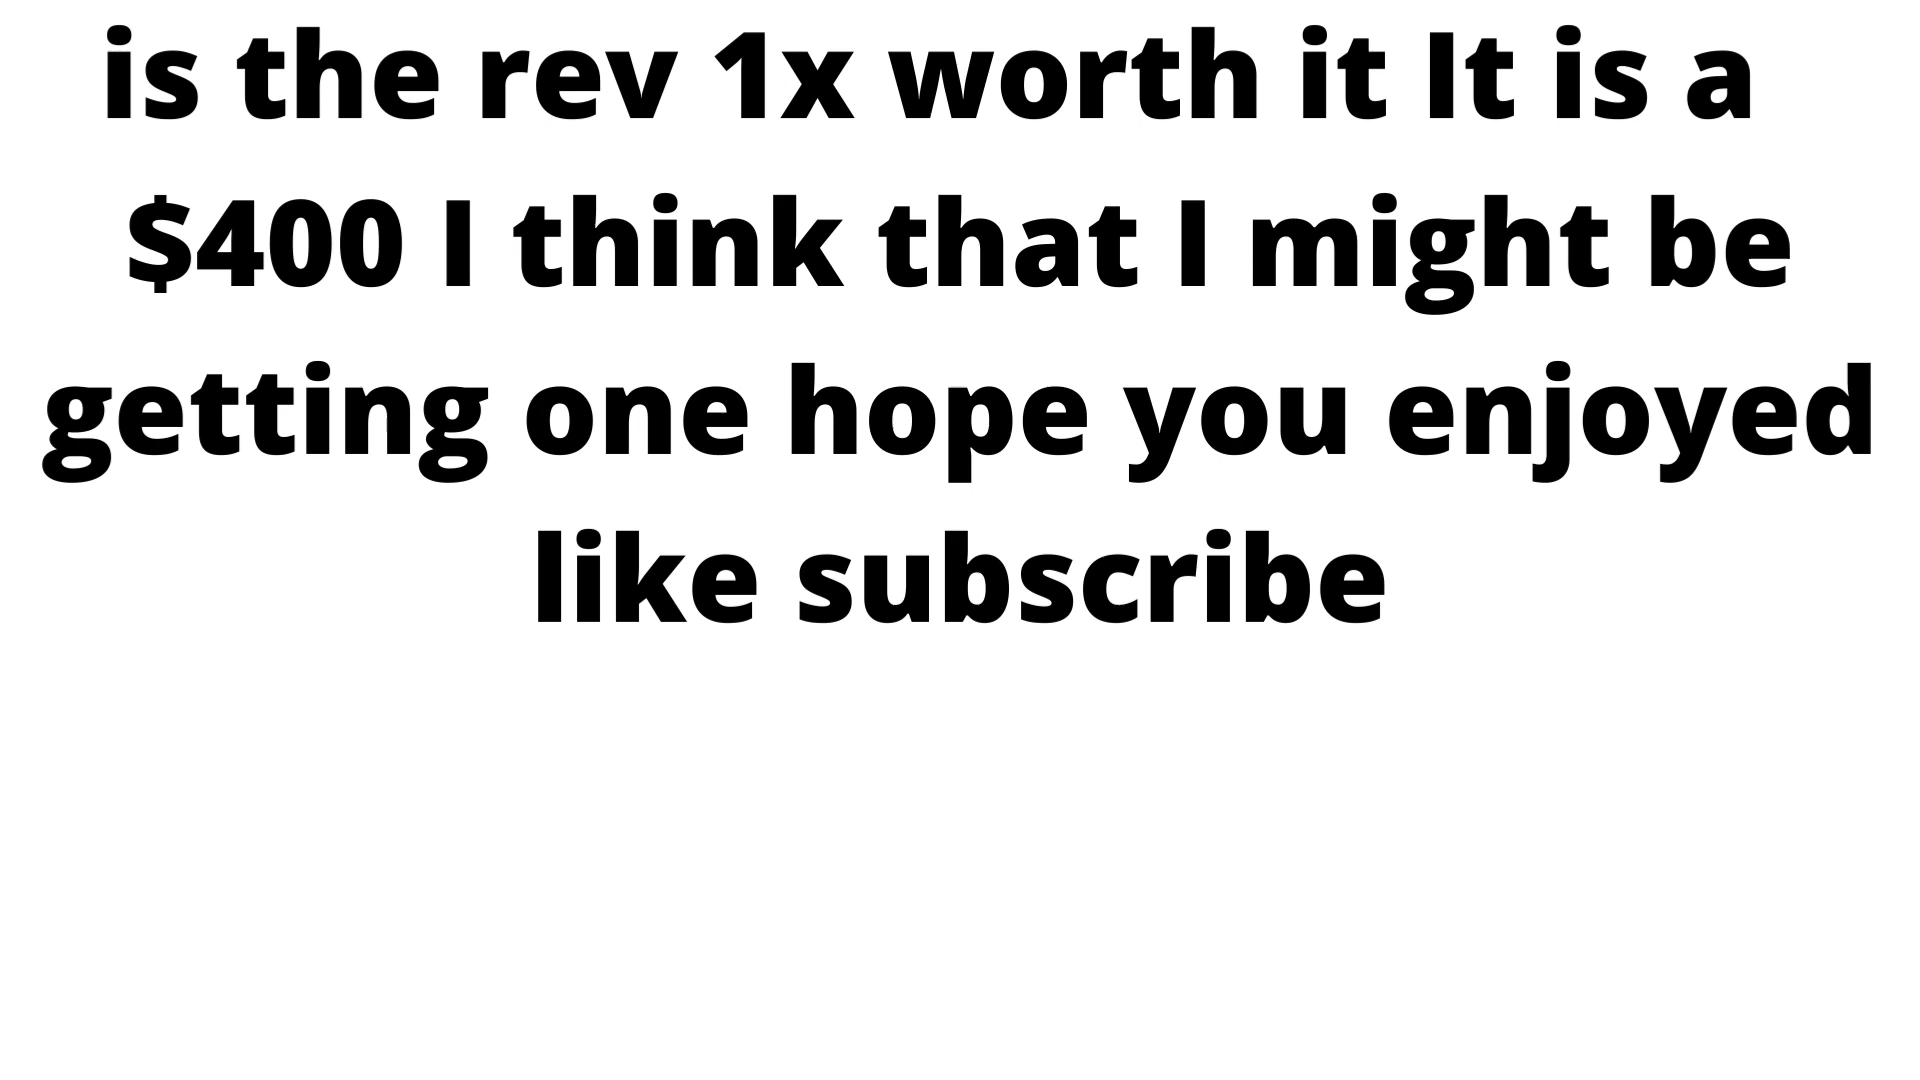 is the rev 1x worth it It is a
$400 I think that I might be
getting one hope you enjoyed
like subscribe